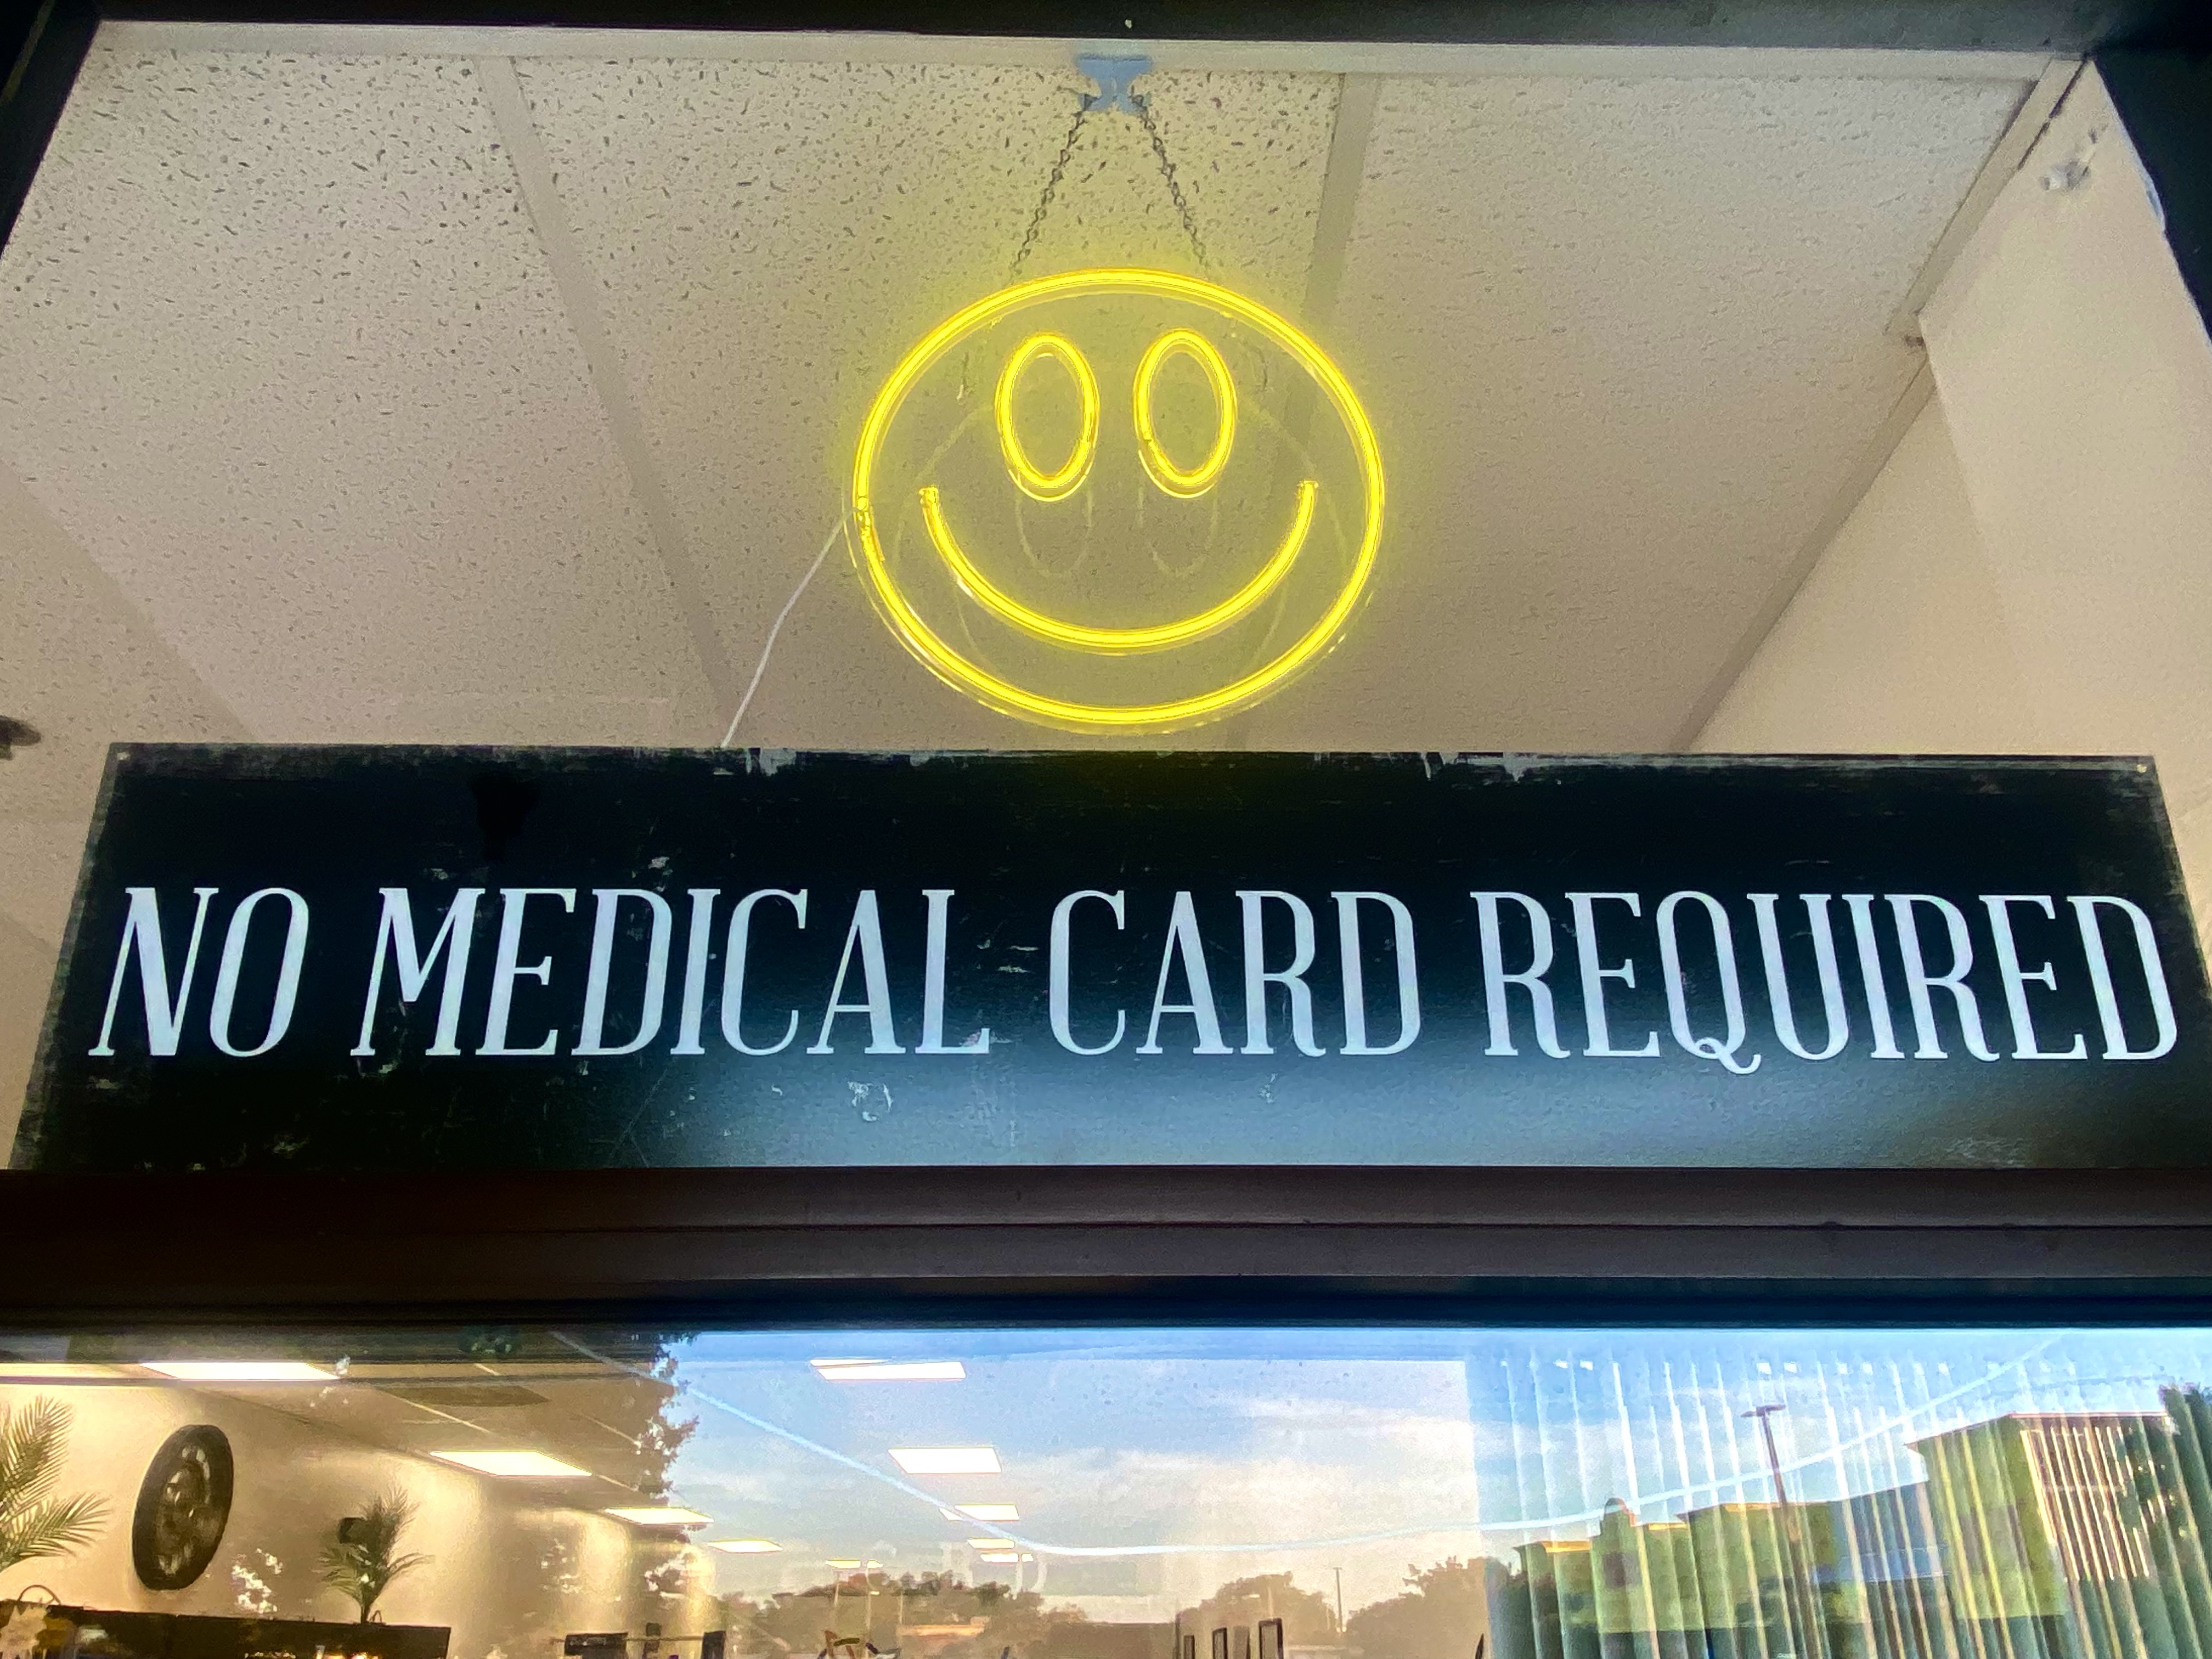 NO MEDICAL CARD REQUIRED